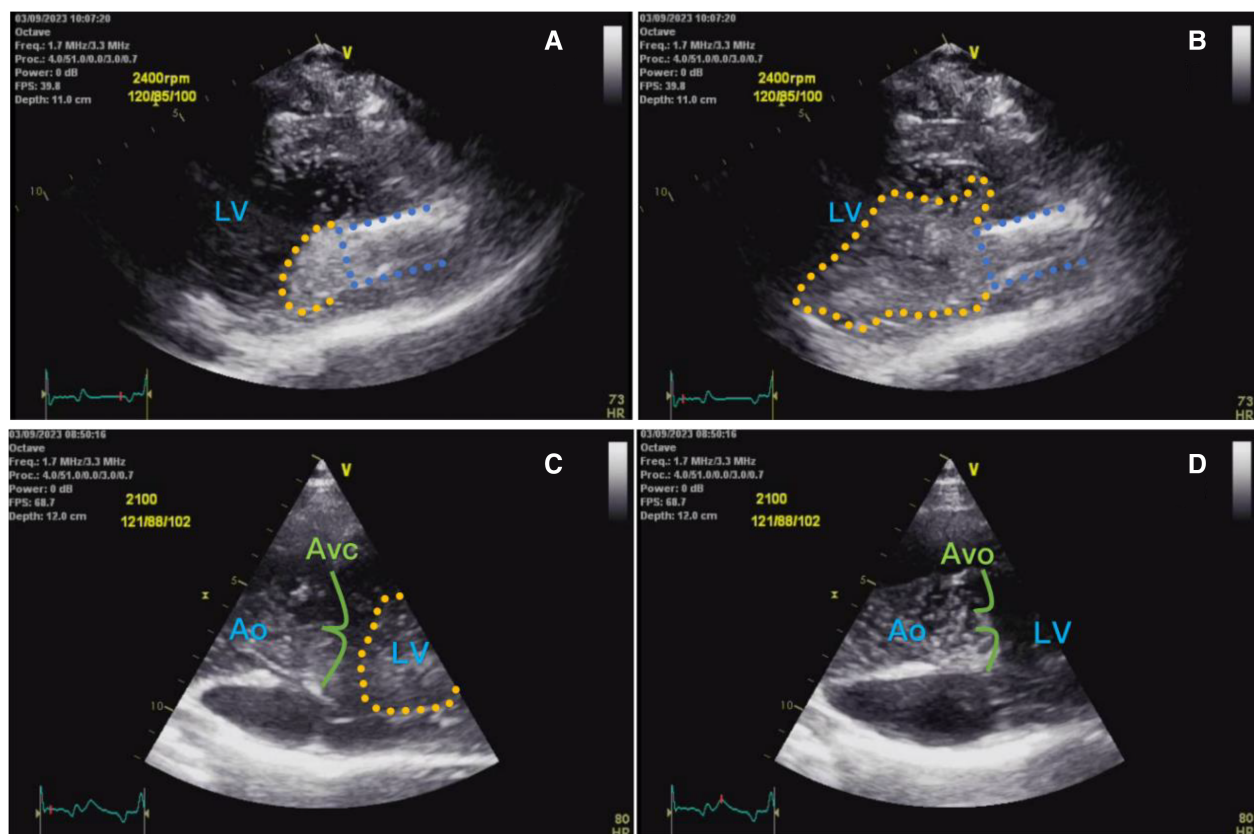 03/09/2023 10:07:20
Octave
Freq.: 1.7 MHz/3.3 MHz
Proc.: 4.0/51.0/0.0/3.0/0.7
Power: 0 dB
FPS: 39.8
Depth: 11.0 cm
2400rpm
120/85/100
A
V
5
10
LV
73
HR
03/09/2023 10:07:20
Octave
Freq.: 1.7 MHz/3.3 MHz
Proc.: 4.0/51.0/0.0/3.0/0.7
Power: 0 dB
FPS: 39.8
Depth: 11.0 cm
2400rpm
120/85/100
B
V
5
10
LV
73
HR
03/09/2023 08:50:16
Octave
Freq.: 1.7 MHz/3.3 MHz
Proc.: 4.0/51.0/0.0/3.0/0.7
Power: 0 dB
FPS: 68.7
Depth: 12.0 cm
2100
121/88/102
C
V
Avc
5
Ao
LV
10
80
HR
03/09/2023 08:50:16
Octave
Freq.: 1.7 MHz/3.3 MHz
Proc.: 4.0/51.0/0.0/3.0/0.7
Power: 0 dB
FPS: 68.7
Depth: 12.0 cm
2100
121/88/102
D
V
Avo
5
Ao
LV
10
80
HR